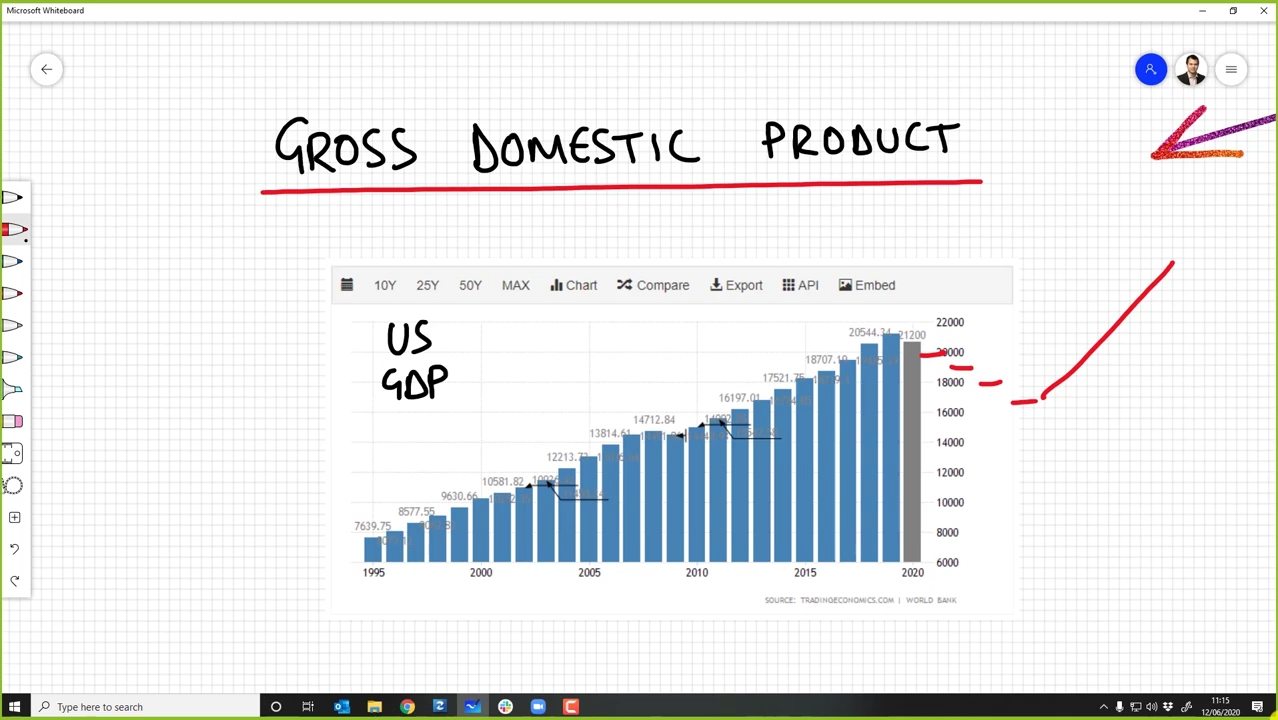 Microsoft Whiteboard
GROSS DOMESTIC PRODUCT
10Y 25Y 50Y MAX Chart Compare Export API Embed
US
GDP
22000
20000
18000
16000
14000
12000
10000
8000
6000
7639.75
8577.55
9630.66
10581.82
12213.73
13814.61
14712.84
16197.01
17521.75
18707.19
20544.34
21200
1995 2000 2005 2010 2015 2020
SOURCE: TRADINGECONOMICS.COM | WORLD BANK
Type here to search
11:15
12/06/2020